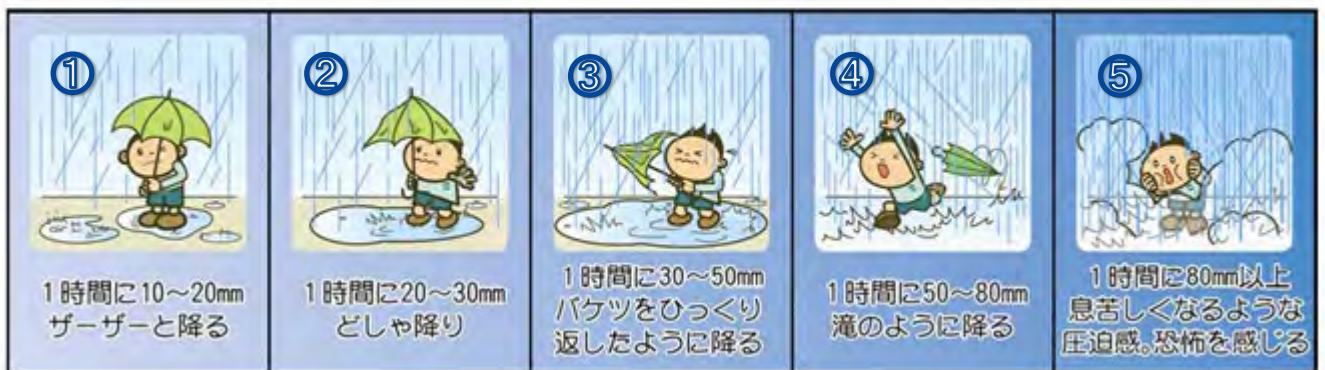 ①
1時間に10～20mm
ザーザーと降る
②
1時間に20～30mm
どしゃ降り
③
1時間に30～50mm
バケツをひっくり
返したように降る
④
1時間に50～80mm
滝のように降る
⑤
1時間に80mm以上
息苦しくなるような
圧迫感。恐怖を感じる